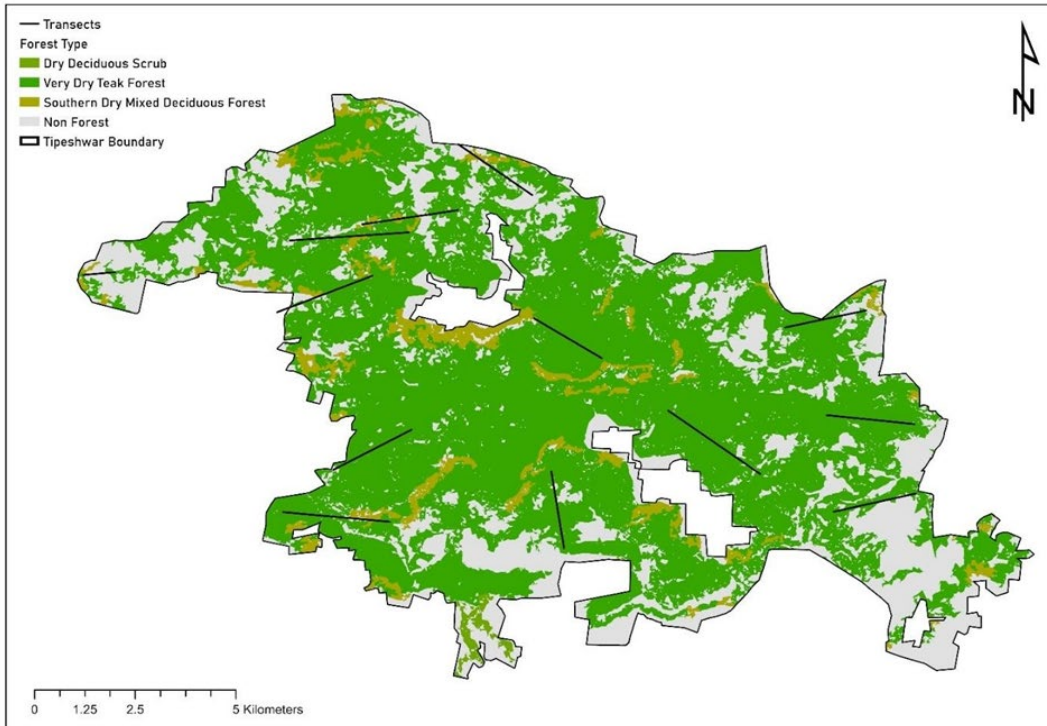 Transects
Forest Type
Dry Deciduous Scrub
Very Dry Teak Forest
Southern Dry Mixed Deciduous Forest
Non Forest
Tipeshwar Boundary
N
0 1.25 2.5 5 Kilometers